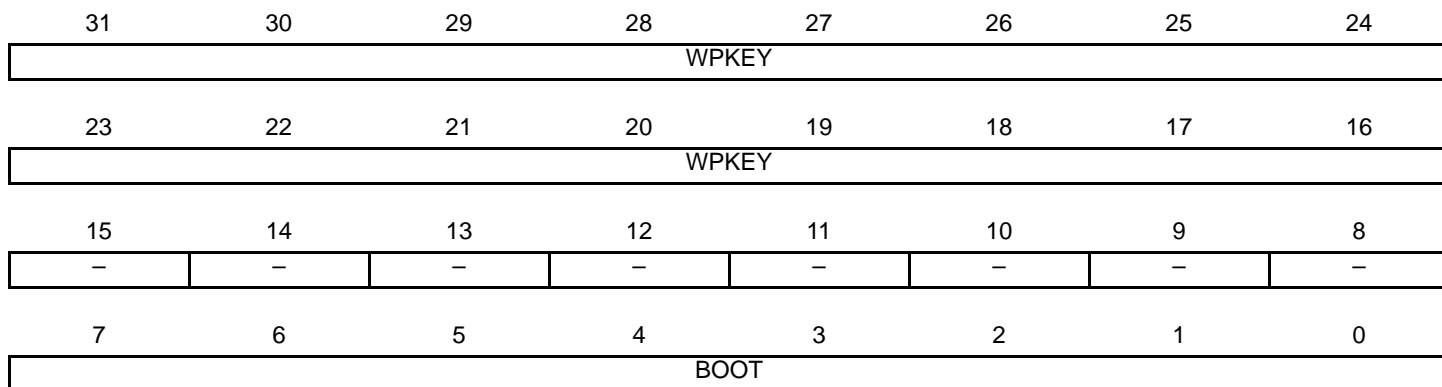 31 30 29 28 27 26 25 24
WPKEY
23 22 21 20 19 18 17 16
WPKEY
15 14 13 12 11 10 9 8
– – – – – – – –
7 6 5 4 3 2 1 0
BOOT